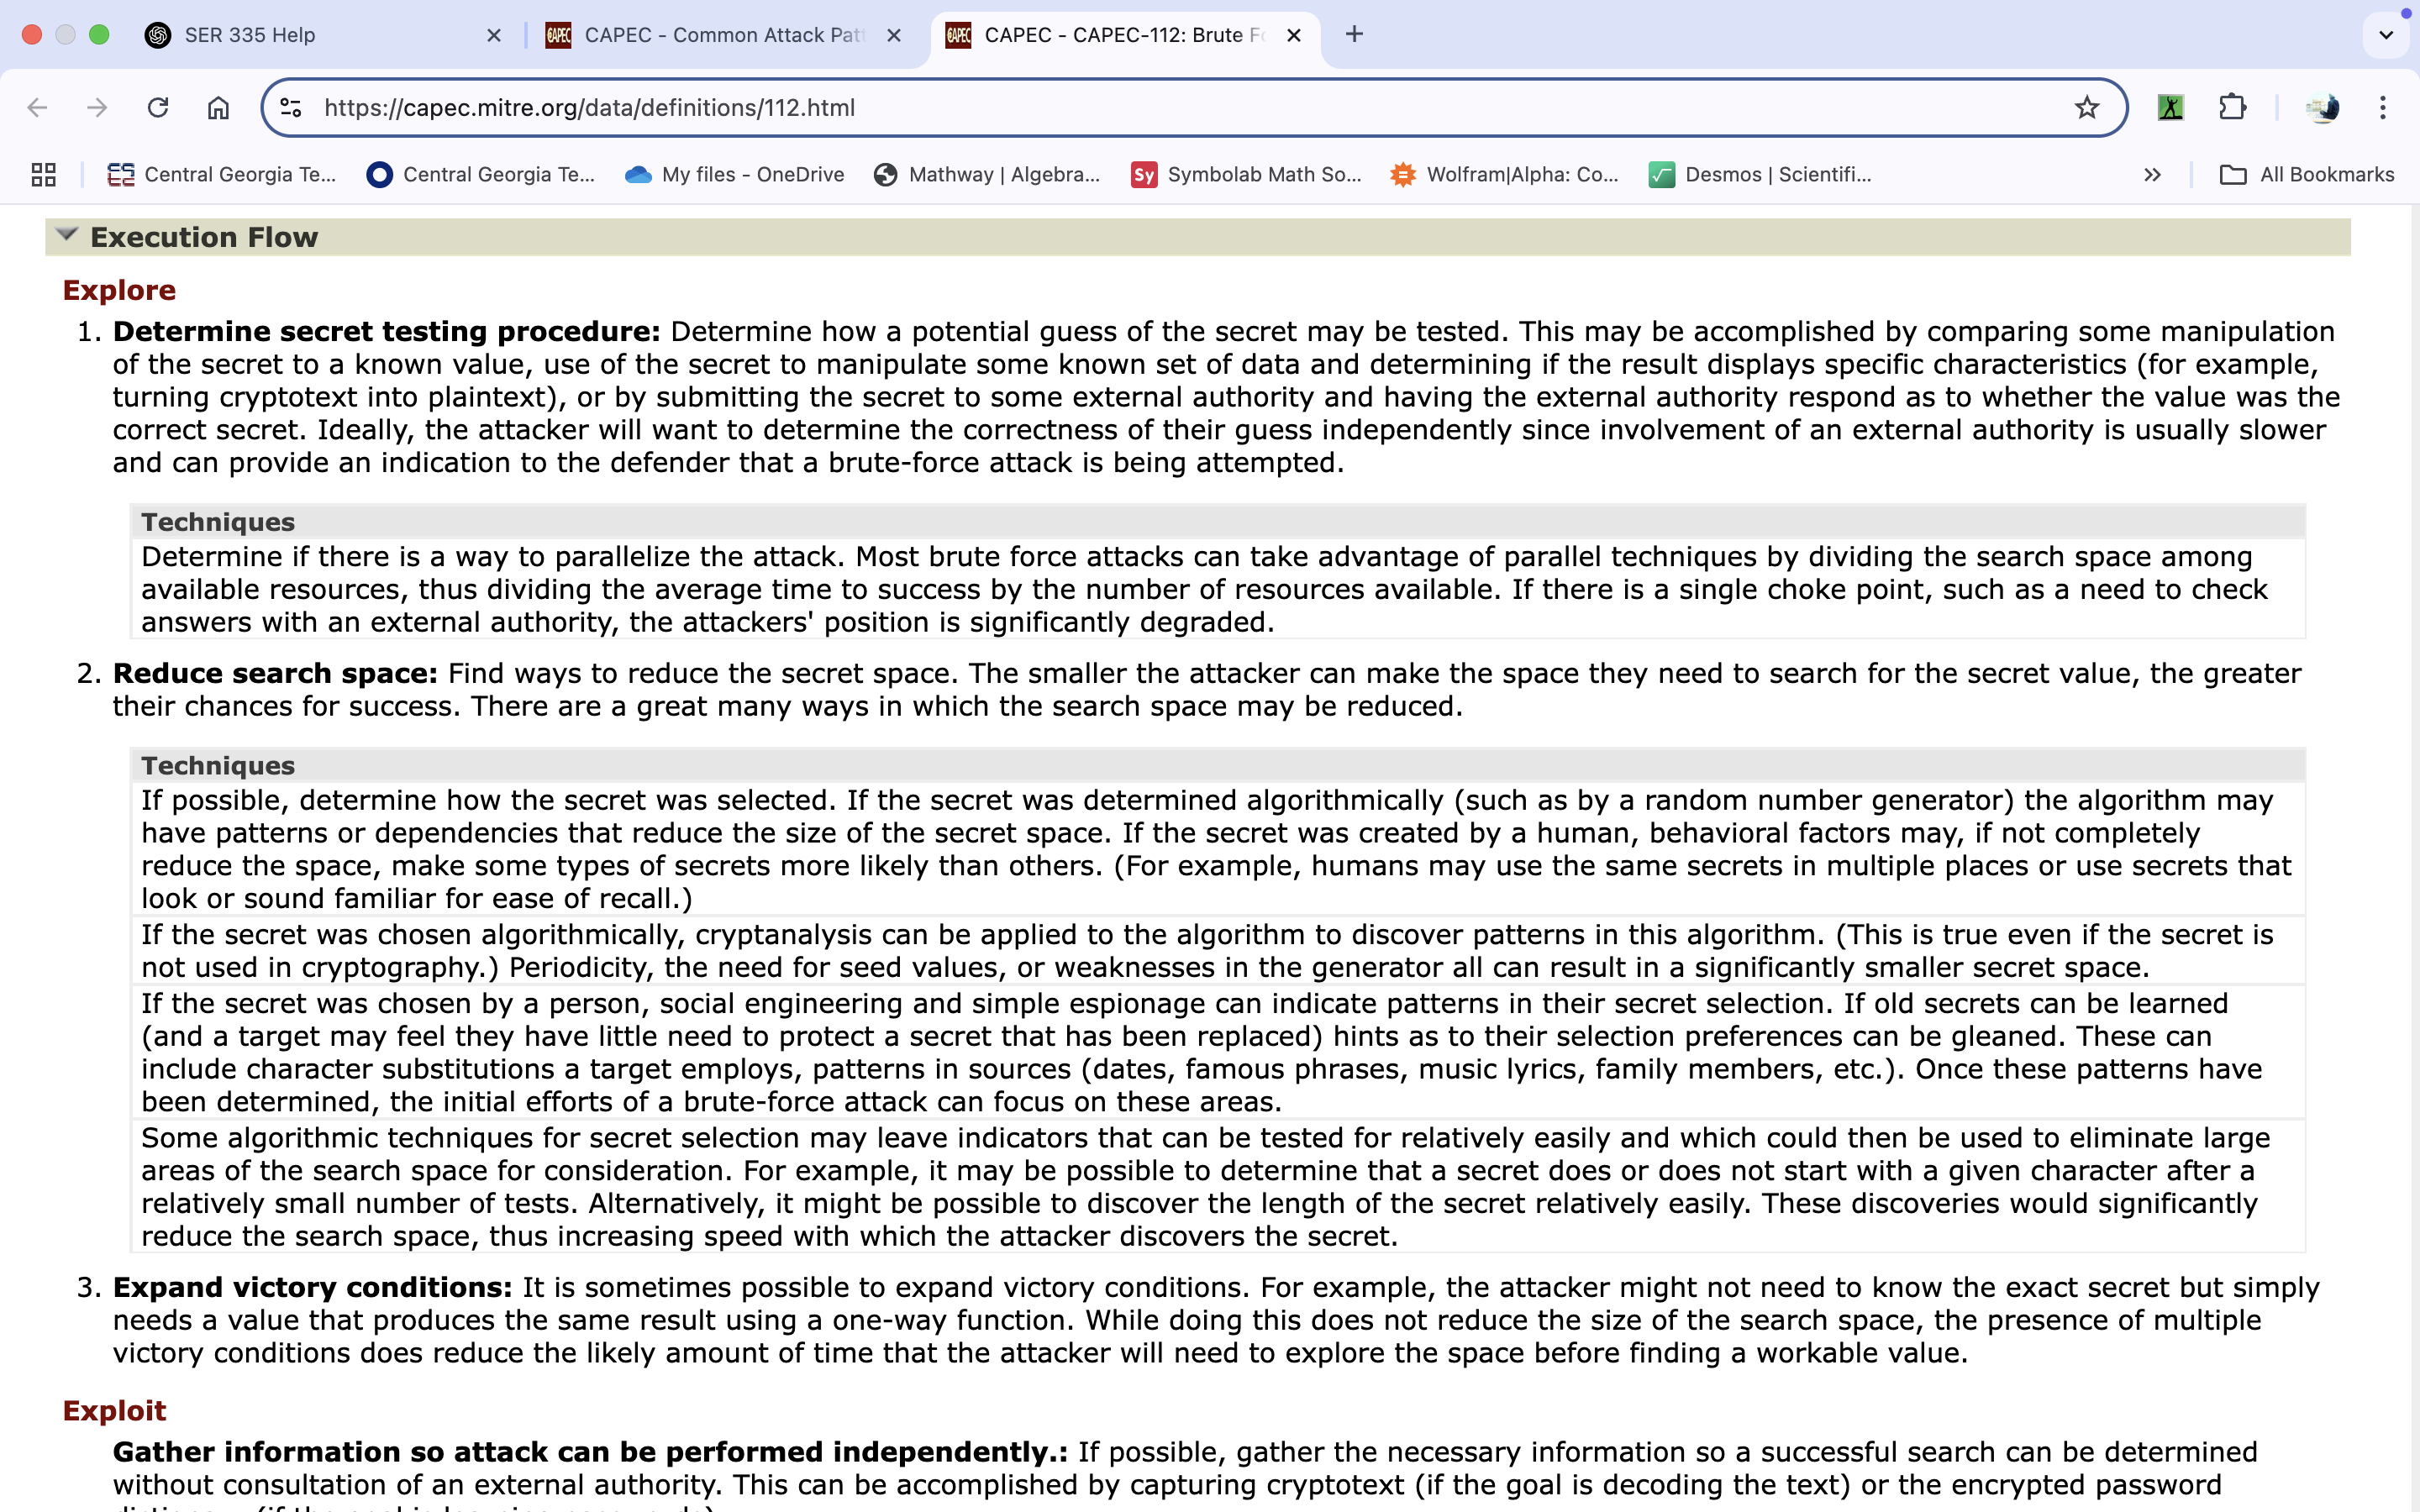 SER 335 Help
CAPEC - Common Attack Patt
CAPEC - CAPEC-112: Brute Fo
https://capec.mitre.org/data/definitions/112.html
Central Georgia Te...
Central Georgia Te...
My files - OneDrive
Mathway | Algebra...
Sy Symbolab Math So...
Wolfram|Alpha: Co...
Desmos | Scientifi...
All Bookmarks
Execution Flow
Explore
1. Determine secret testing procedure: Determine how a potential guess of the secret may be tested. This may be accomplished by comparing some manipulation
of the secret to a known value, use of the secret to manipulate some known set of data and determining if the result displays specific characteristics (for example,
turning cryptotext into plaintext), or by submitting the secret to some external authority and having the external authority respond as to whether the value was the
correct secret. Ideally, the attacker will want to determine the correctness of their guess independently since involvement of an external authority is usually slower
and can provide an indication to the defender that a brute-force attack is being attempted.
Techniques
Determine if there is a way to parallelize the attack. Most brute force attacks can take advantage of parallel techniques by dividing the search space among
available resources, thus dividing the average time to success by the number of resources available. If there is a single choke point, such as a need to check
answers with an external authority, the attackers' position is significantly degraded.
2. Reduce search space: Find ways to reduce the secret space. The smaller the attacker can make the space they need to search for the secret value, the greater
their chances for success. There are a great many ways in which the search space may be reduced.
Techniques
If possible, determine how the secret was selected. If the secret was determined algorithmically (such as by a random number generator) the algorithm may
have patterns or dependencies that reduce the size of the secret space. If the secret was created by a human, behavioral factors may, if not completely
reduce the space, make some types of secrets more likely than others. (For example, humans may use the same secrets in multiple places or use secrets that
look or sound familiar for ease of recall.)
If the secret was chosen algorithmically, cryptanalysis can be applied to the algorithm to discover patterns in this algorithm. (This is true even if the secret is
not used in cryptography.) Periodicity, the need for seed values, or weaknesses in the generator all can result in a significantly smaller secret space.
If the secret was chosen by a person, social engineering and simple espionage can indicate patterns in their secret selection. If old secrets can be learned
(and a target may feel they have little need to protect a secret that has been replaced) hints as to their selection preferences can be gleaned. These can
include character substitutions a target employs, patterns in sources (dates, famous phrases, music lyrics, family members, etc.). Once these patterns have
been determined, the initial efforts of a brute-force attack can focus on these areas.
Some algorithmic techniques for secret selection may leave indicators that can be tested for relatively easily and which could then be used to eliminate large
areas of the search space for consideration. For example, it may be possible to determine that a secret does or does not start with a given character after a
relatively small number of tests. Alternatively, it might be possible to discover the length of the secret relatively easily. These discoveries would significantly
reduce the search space, thus increasing speed with which the attacker discovers the secret.
3. Expand victory conditions: It is sometimes possible to expand victory conditions. For example, the attacker might not need to know the exact secret but simply
needs a value that produces the same result using a one-way function. While doing this does not reduce the size of the search space, the presence of multiple
victory conditions does reduce the likely amount of time that the attacker will need to explore the space before finding a workable value.
Exploit
Gather information so attack can be performed independently.: If possible, gather the necessary information so a successful search can be determined
without consultation of an external authority. This can be accomplished by capturing cryptotext (if the goal is decoding the text) or the encrypted password